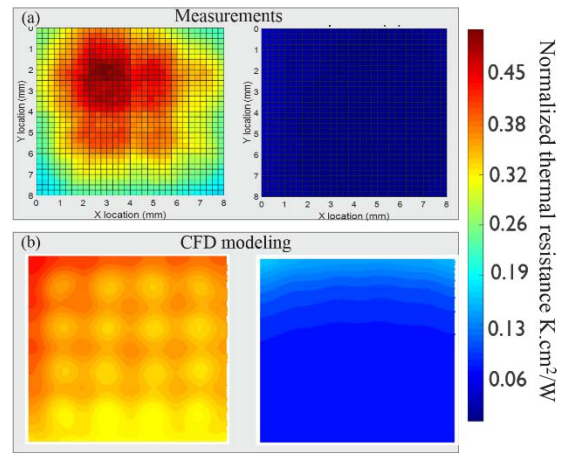 (a)
Measurements
0
1
2
3
4
5
6
7
8
Y location (mm)
0 1 2 3 4 5 6 7 8
X location (mm)
0
1
2
3
4
5
6
7
8
Y location (mm)
0 1 2 3 4 5 6 7 8
X location (mm)
(b)
CFD modeling
0.45
0.38
0.32
0.26
0.19
0.13
0.06
Normalized thermal resistance K.cm²/W